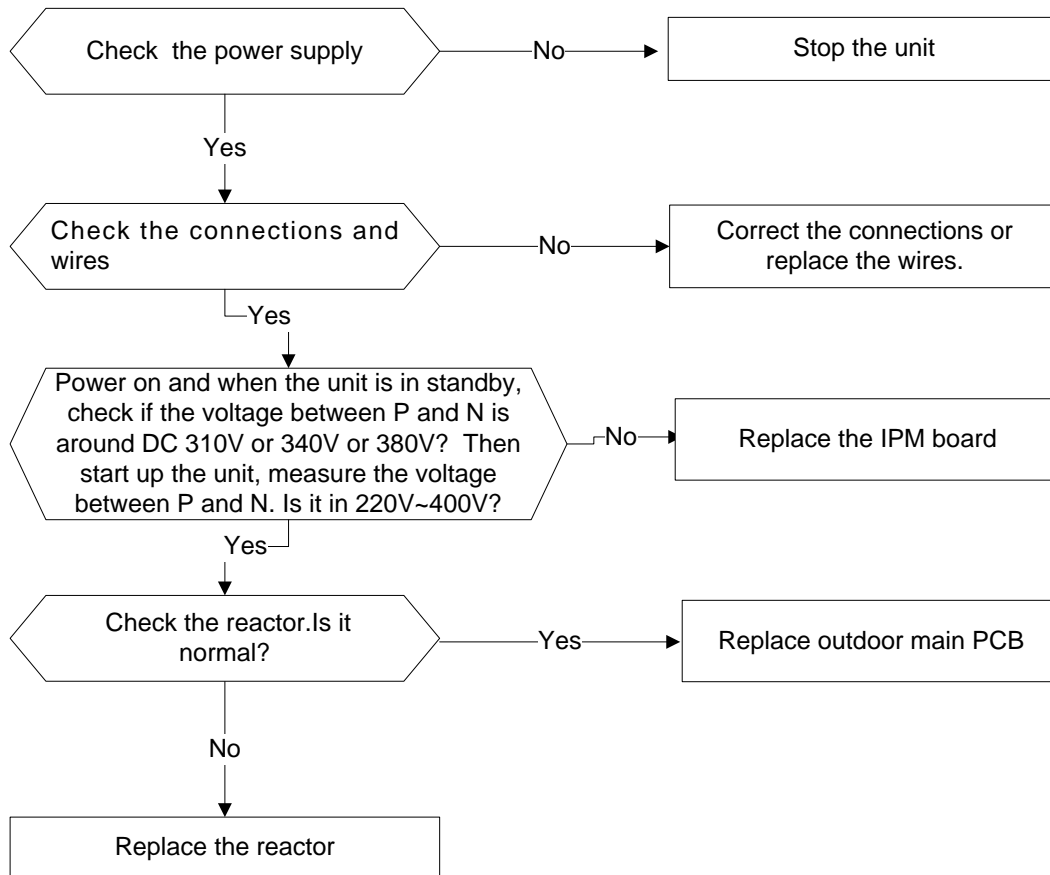 Check the power supply
No
Stop the unit
Yes
Check the connections and
wires
No
Correct the connections or
replace the wires.
Yes
Power on and when the unit is in standby,
check if the voltage between P and N is
around DC 310V or 340V or 380V? Then
start up the unit, measure the voltage
between P and N. Is it in 220V~400V?
No
Replace the IPM board
Yes
Check the reactor.Is it
normal?
Yes
Replace outdoor main PCB
No
Replace the reactor